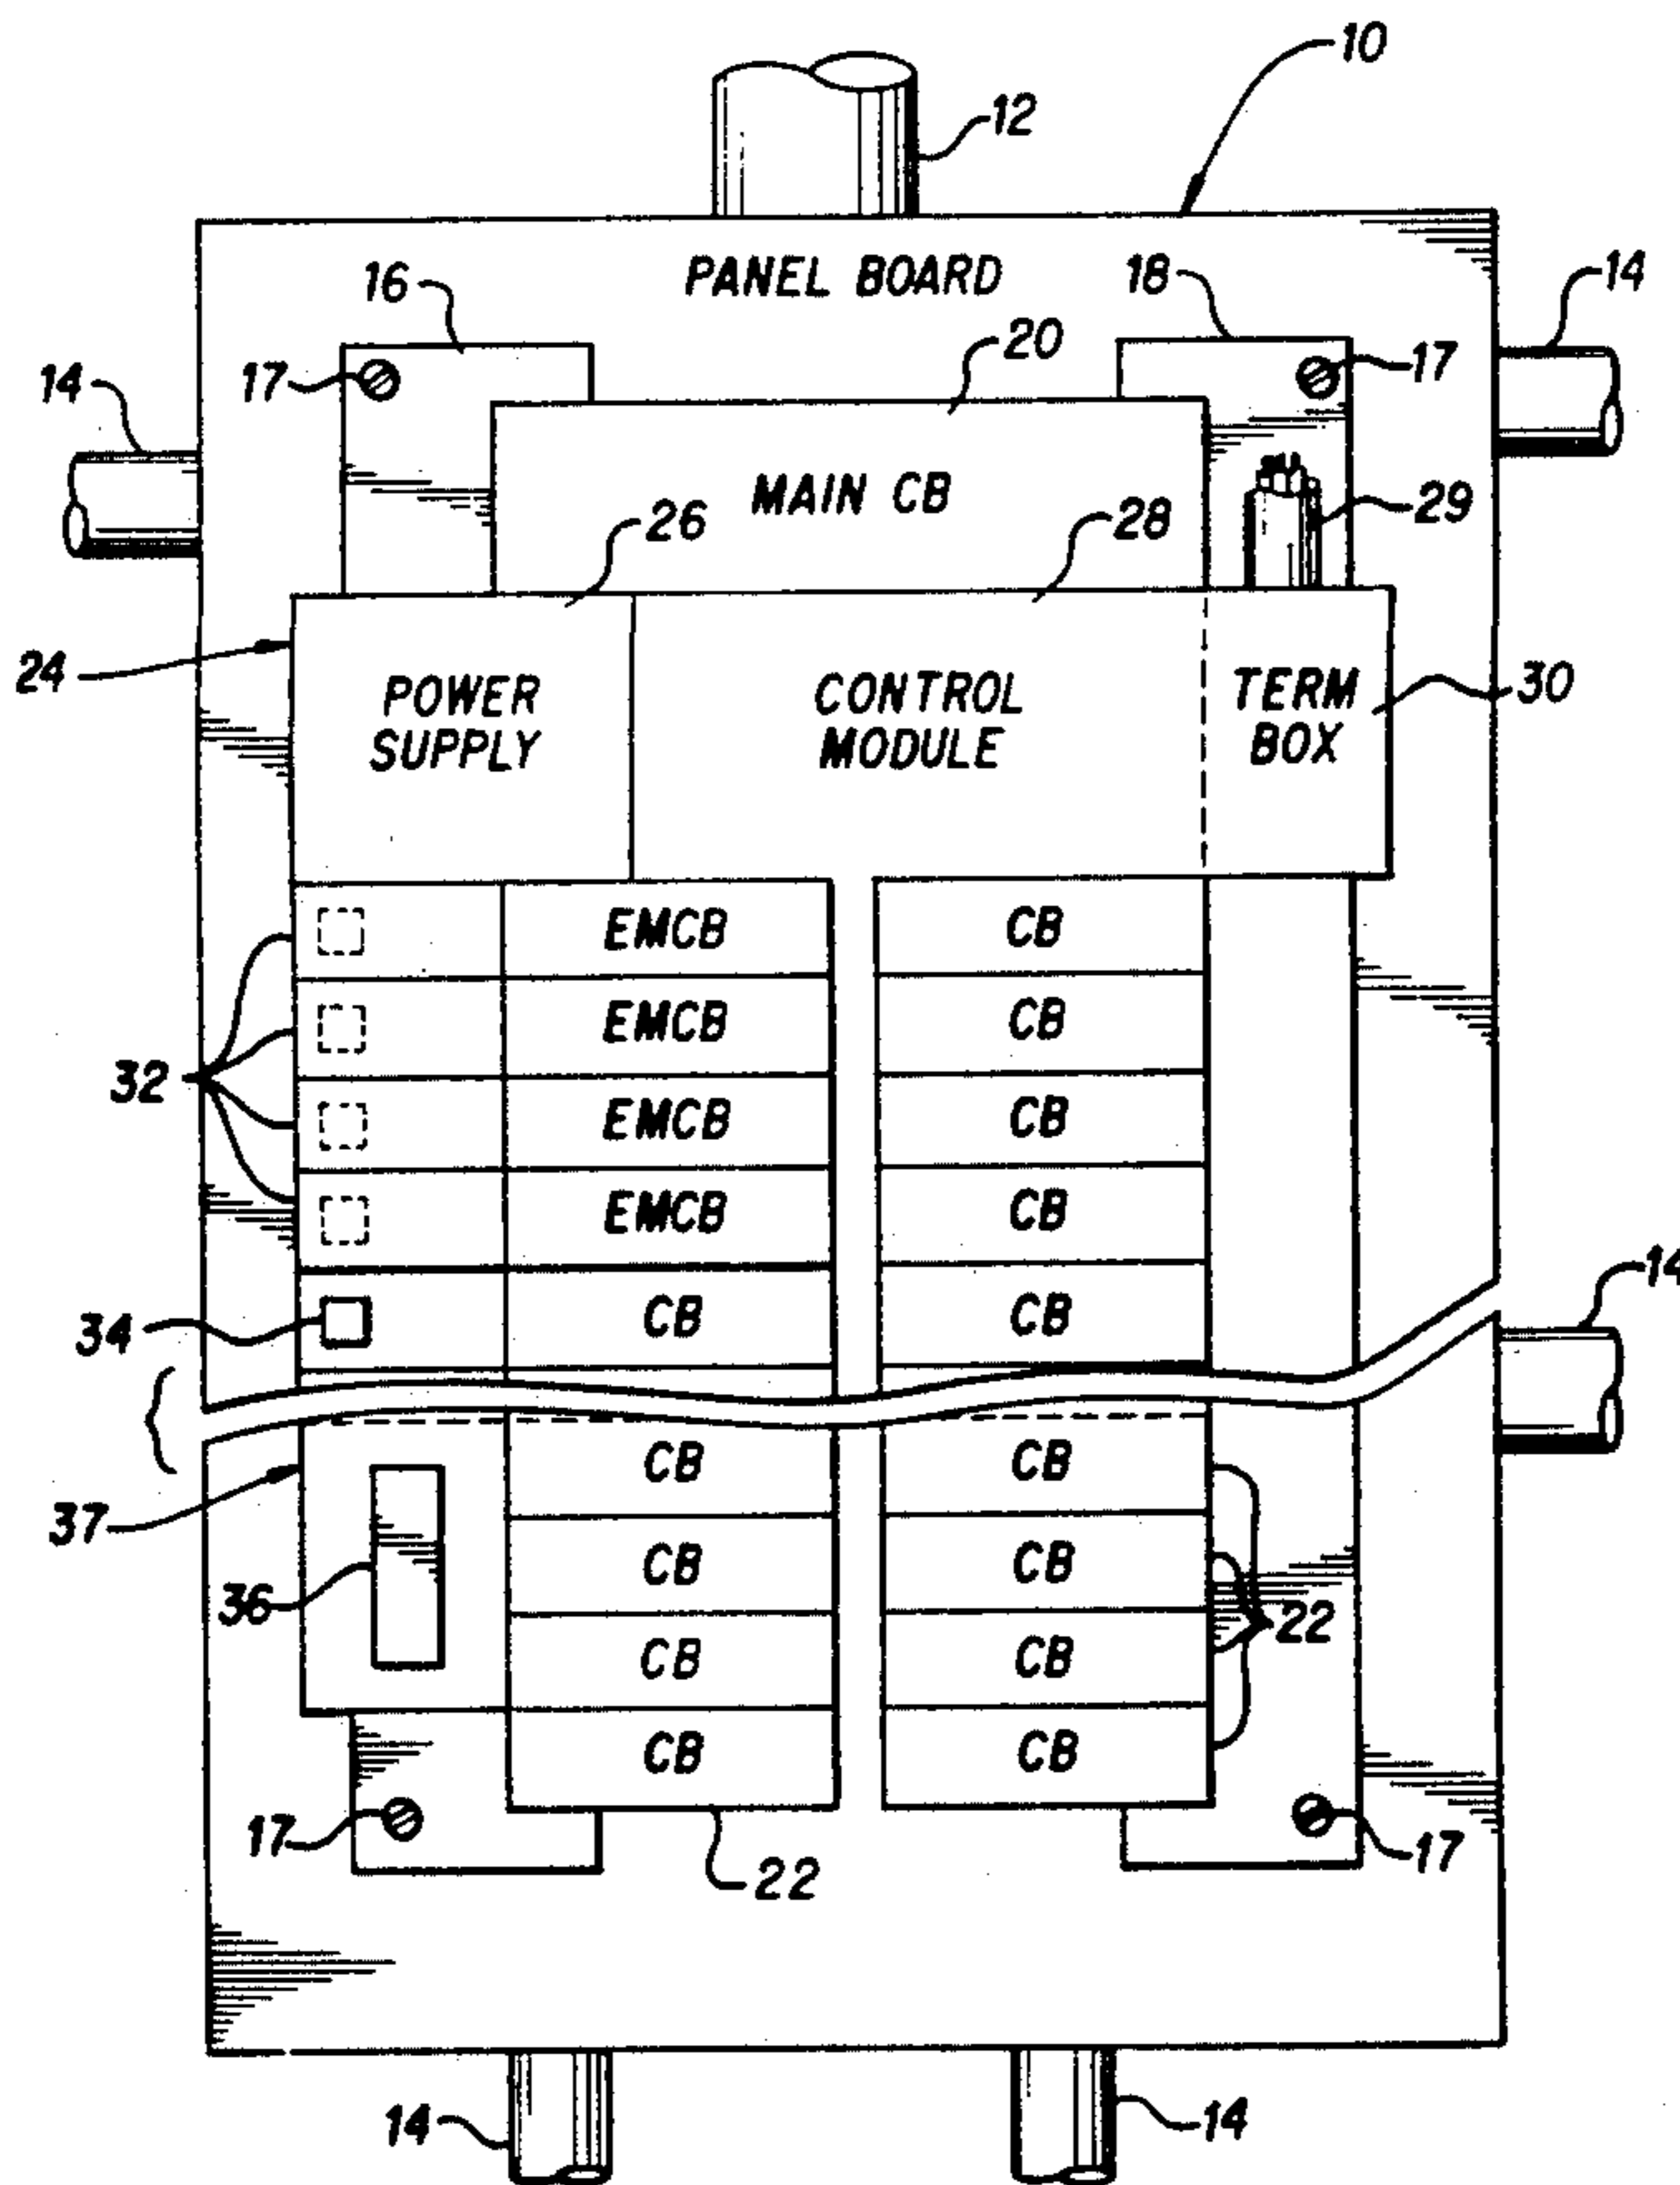 10
12
PANEL BOARD
16
18
14
20
17
17
14
MAIN CB
26
28
29
24
POWER
SUPPLY
CONTROL
MODULE
TERM
BOX
30
EMCB
CB
EMCB
CB
32
EMCB
CB
EMCB
CB
14
34
CB
CB
CB
CB
37
CB
CB
36
22
CB
CB
CB
CB
17
17
22
14
14